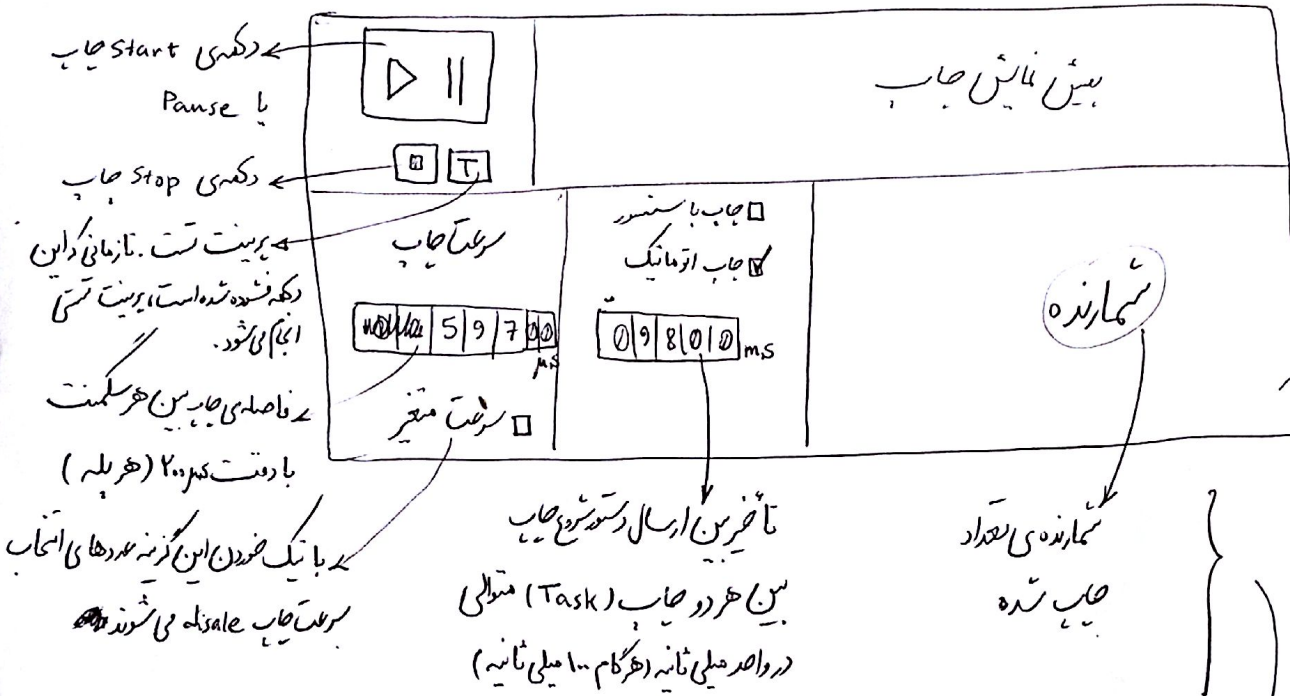 دکمه‌ی Start چاپ
یا Pause
دکمه‌ی Stop چاپ
T
پرینت تست. تا زمانی که این
دکمه فشرده شده است، پرینت تستی
انجام می‌شود.
پیش نمایش چاپ
سرعت چاپ
5 9 7 0 0
μs
سرعت متغیر
فاصله‌ی چاپ بین هر سگمنت
با دقت ۲۰۰μs (هر پله)
با تیک خوردن این گزینه عددهای انتخاب
سرعت چاپ disale می‌شوند
چاپ با سنسور
چاپ اتوماتیک
0 9 8 0 0 ms
تأخیر بین ارسال دستور شروع چاپ
بین هر دو چاپ (Task) متوالی
در واحد میلی ثانیه (هر گام ۱۰۰ میلی ثانیه)
شمارنده
شمارنده‌ی تعداد
چاپ شده